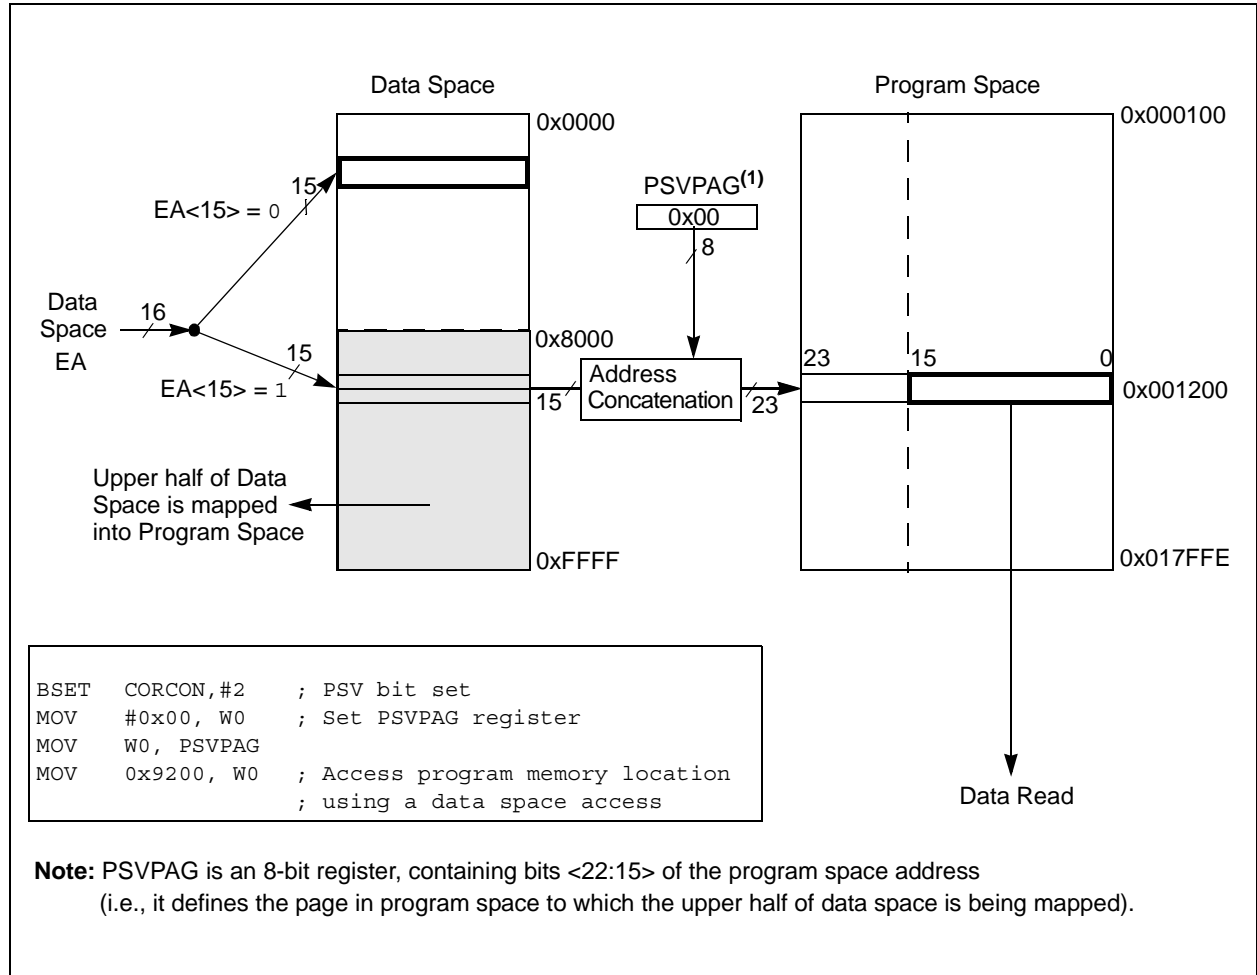 Data Space
Program Space
0x0000
0x000100
PSVPAG(1)
0x00
8
15
EA<15> = 0
Data
Space
EA
16
0x8000
15
EA<15> = 1
15
Address
Concatenation
23
23
15
0
0x001200
Upper half of Data
Space is mapped
into Program Space
0xFFFF
0x017FFE
BSET CORCON,#2 ; PSV bit set
MOV #0x00, W0 ; Set PSVPAG register
MOV W0, PSVPAG
MOV 0x9200, W0 ; Access program memory location
; using a data space access
Data Read
Note: PSVPAG is an 8-bit register, containing bits <22:15> of the program space address
(i.e., it defines the page in program space to which the upper half of data space is being mapped).